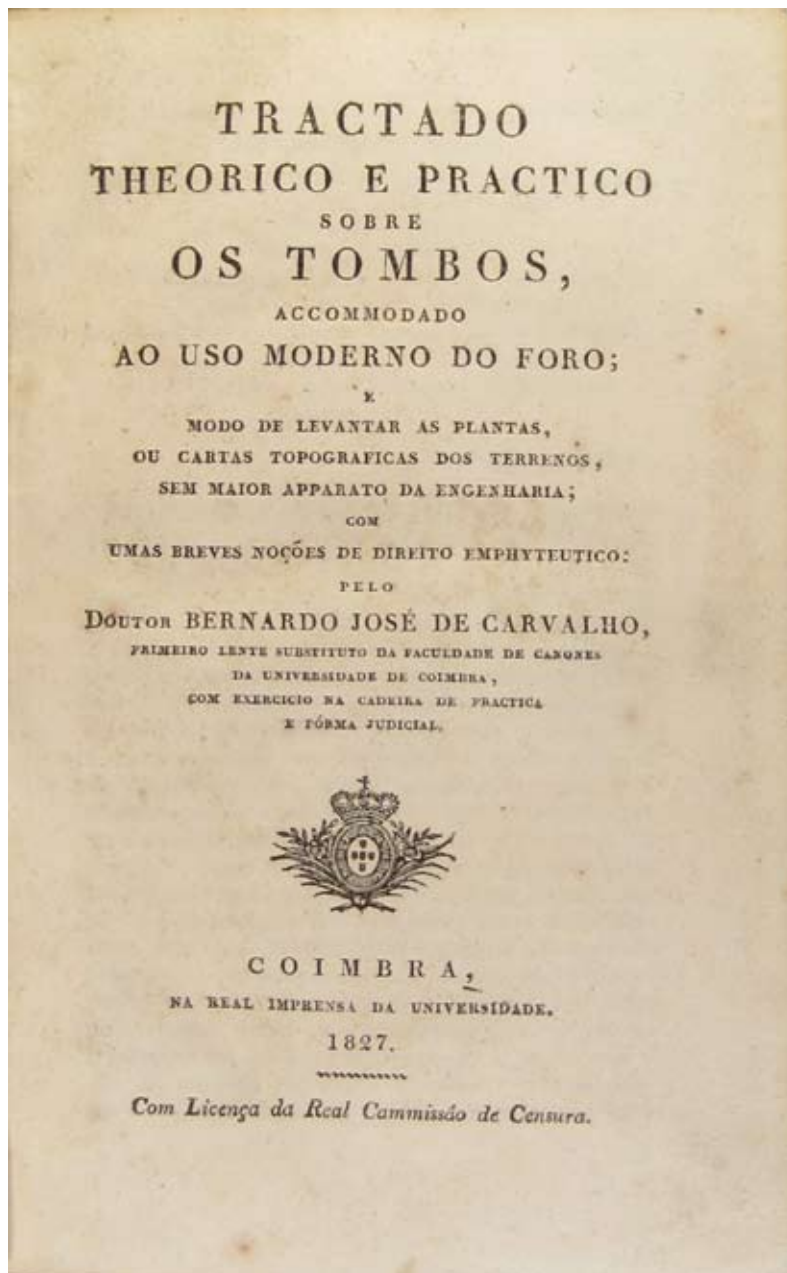 TRACTADO
THEORICO E PRACTICO
SOBRE
OS TOMBOS,
ACCOMMODADO
AO USO MODERNO DO FORO;
E
MODO DE LEVANTAR AS PLANTAS,
OU CARTAS TOPOGRAFICAS DOS TERRENOS,
SEM MAIOR APPARATO DA ENGENHARIA;
COM
UMAS BREVES NOÇÕES DE DIREITO EMPHYTEUTICO:
PELO
DOUTOR BERNARDO JOSÉ DE CARVALHO,
PRIMEIRO LENTE SUBSTITUTO DA FACULDADE DE CANONES
DA UNIVERSIDADE DE COIMBRA,
COM EXERCICIO NA CADEIRA DE PRACTICA
E FÓRMA JUDICIAL.
COIMBRA,
NA REAL IMPRENSA DA UNIVERSIDADE.
1827.
Com Licença da Real Cammissão de Censura.